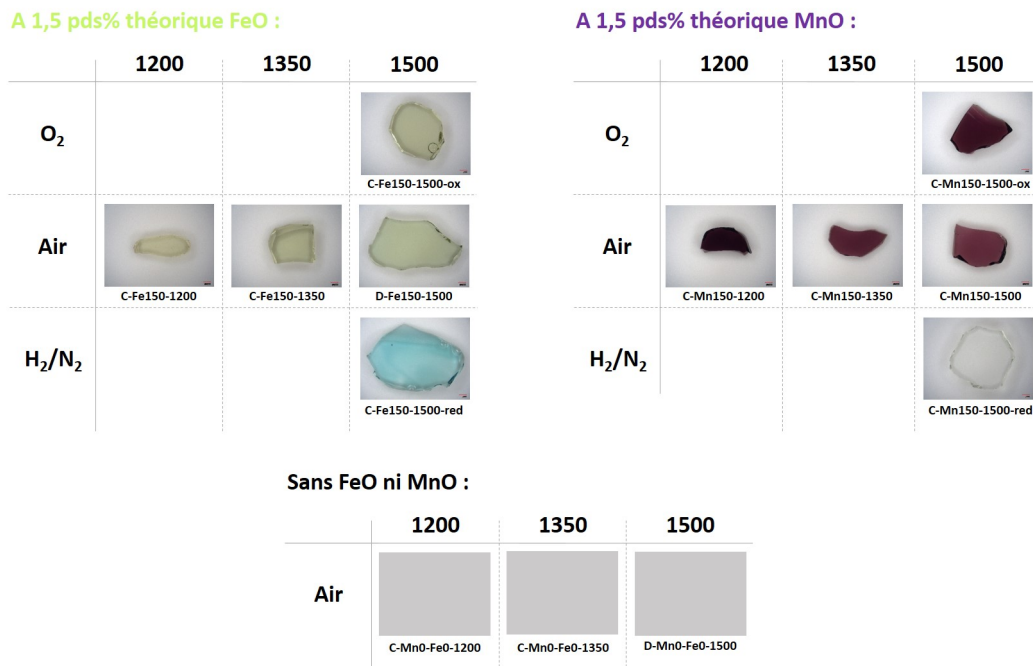 A 1,5 pds% théorique FeO :
1200 1350 1500
O₂
C-Fe150-1500-ox
Air
C-Fe150-1200 C-Fe150-1350 D-Fe150-1500
H₂/N₂
C-Fe150-1500-red
A 1,5 pds% théorique MnO :
1200 1350 1500
O₂
C-Mn150-1500-ox
Air
C-Mn150-1200 C-Mn150-1350 C-Mn150-1500
H₂/N₂
C-Mn150-1500-red
Sans FeO ni MnO :
1200 1350 1500
Air
C-Mn0-Fe0-1200 C-Mn0-Fe0-1350 D-Mn0-Fe0-1500